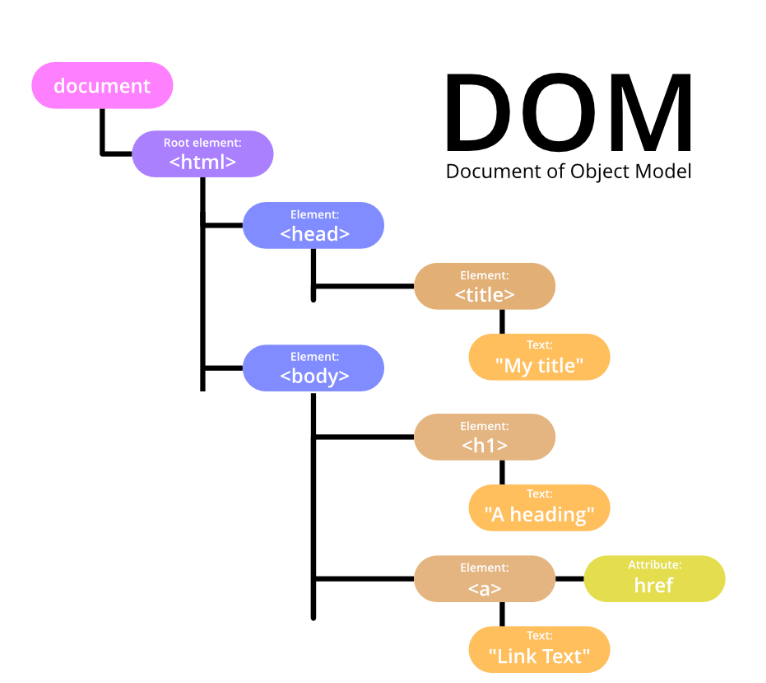 document
DOM
Document of Object Model
Root element:
<html>
Element:
<head>
Element:
<title>
Text:
"My title"
Element:
<body>
Element:
<h1>
Text:
"A heading"
Element:
<a>
Attribute:
href
Text:
"Link Text"